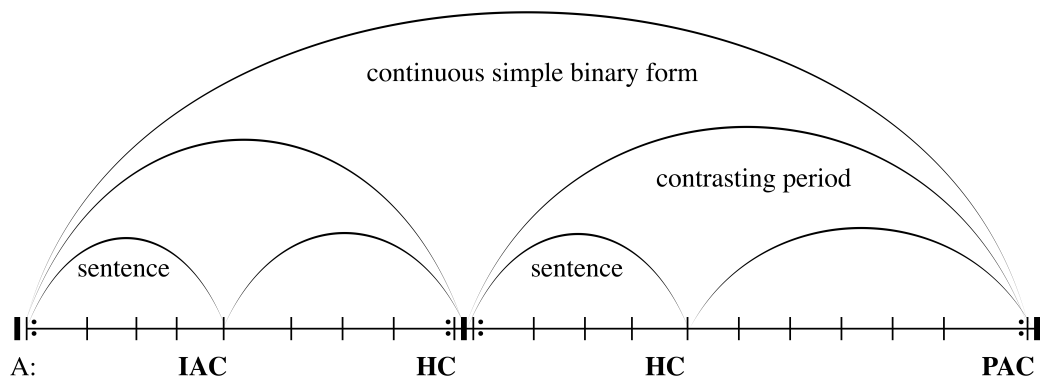 continuous simple binary form
contrasting period
sentence
sentence
A: IAC HC HC PAC